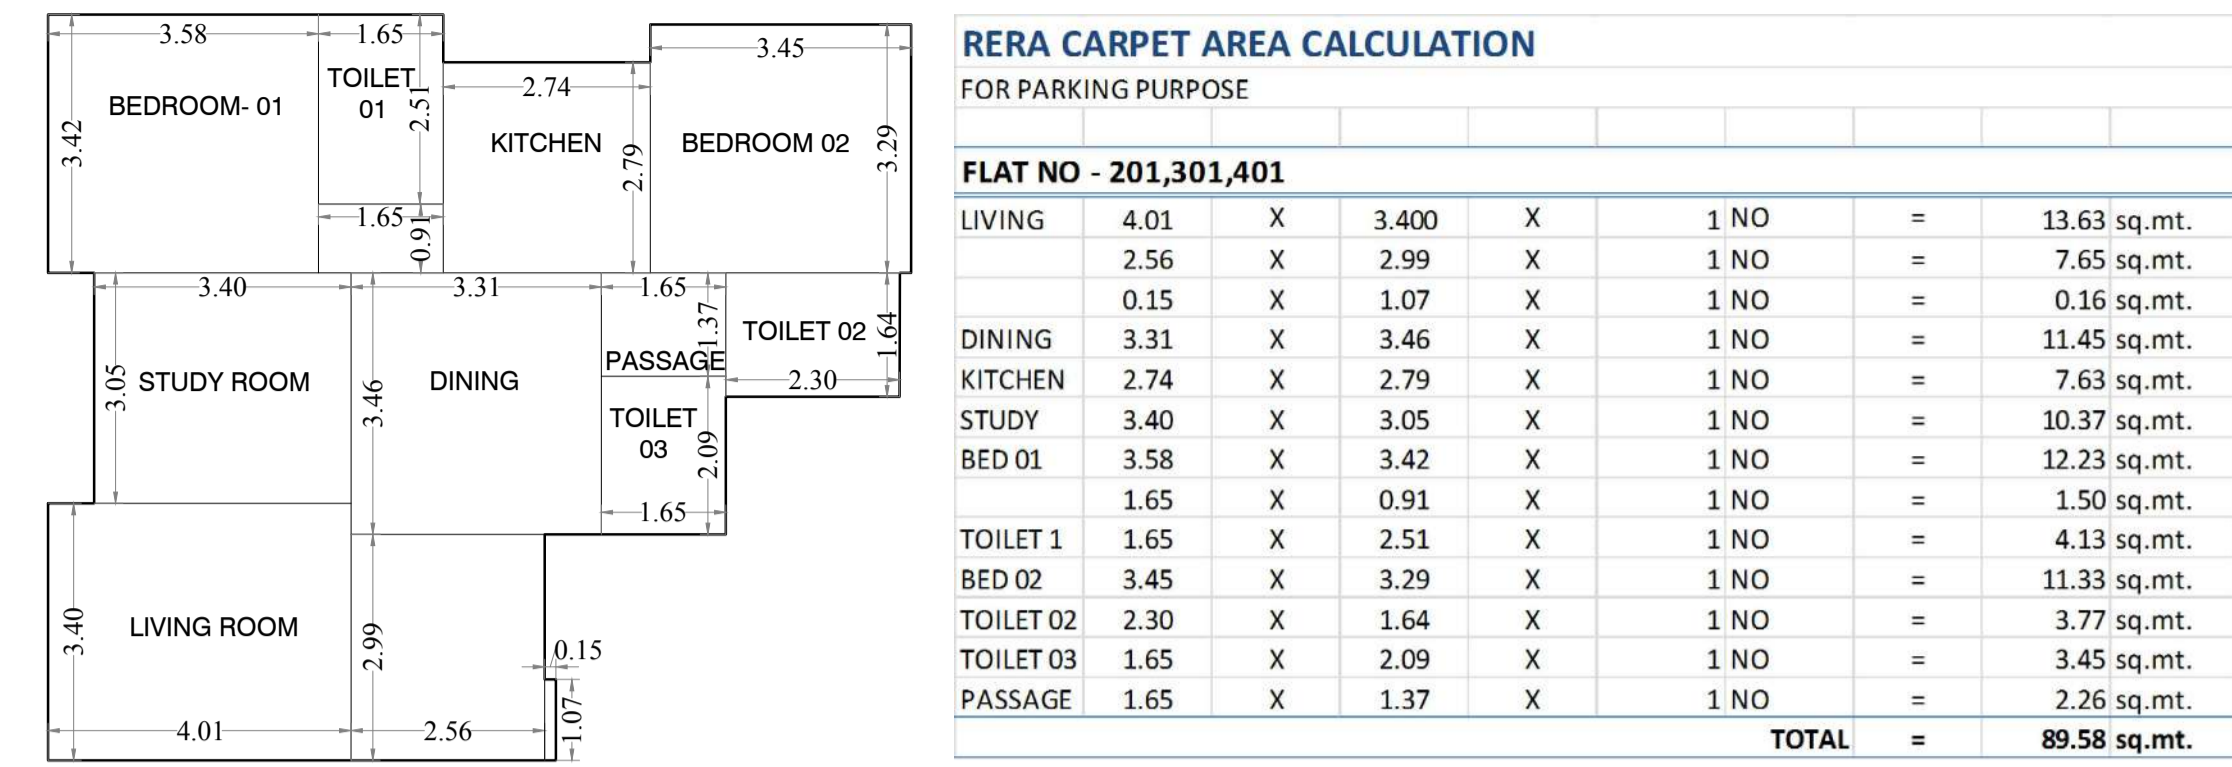 3.58
1.65
3.45
BEDROOM- 01
TOILET
01
2.51
2.74
KITCHEN
BEDROOM 02
3.42
2.79
3.29
1.65
0.91
3.40
3.31
1.65
1.37
TOILET 02
1.64
3.05
STUDY ROOM
3.46
DINING
PASSAGE
2.30
TOILET
03
2.09
1.65
3.40
LIVING ROOM
2.99
0.15
1.07
4.01
2.56
RERA CARPET AREA CALCULATION
FOR PARKING PURPOSE
FLAT NO - 201,301,401
LIVING 4.01 X 3.400 X 1 NO = 13.63 sq.mt.
2.56 X 2.99 X 1 NO = 7.65 sq.mt.
0.15 X 1.07 X 1 NO = 0.16 sq.mt.
DINING 3.31 X 3.46 X 1 NO = 11.45 sq.mt.
KITCHEN 2.74 X 2.79 X 1 NO = 7.63 sq.mt.
STUDY 3.40 X 3.05 X 1 NO = 10.37 sq.mt.
BED 01 3.58 X 3.42 X 1 NO = 12.23 sq.mt.
1.65 X 0.91 X 1 NO = 1.50 sq.mt.
TOILET 1 1.65 X 2.51 X 1 NO = 4.13 sq.mt.
BED 02 3.45 X 3.29 X 1 NO = 11.33 sq.mt.
TOILET 02 2.30 X 1.64 X 1 NO = 3.77 sq.mt.
TOILET 03 1.65 X 2.09 X 1 NO = 3.45 sq.mt.
PASSAGE 1.65 X 1.37 X 1 NO = 2.26 sq.mt.
TOTAL = 89.58 sq.mt.